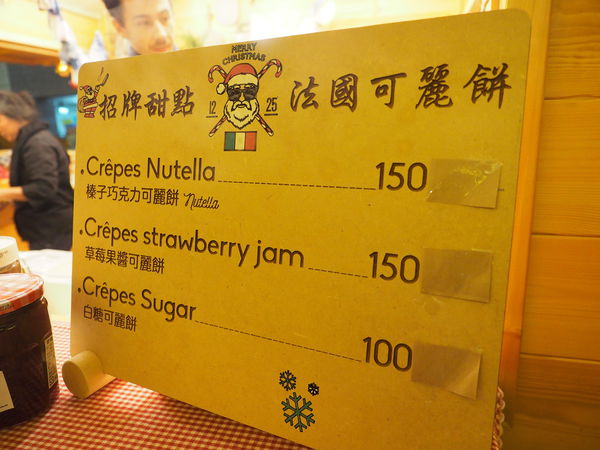 MERRY
CHRISTMAS
招牌甜點 12 25 法國可麗餅
.Crêpes Nutella 150
榛子巧克力可麗餅 Nutella
.Crêpes strawberry jam 150
草莓果醬可麗餅
.Crêpes Sugar 100
白糖可麗餅